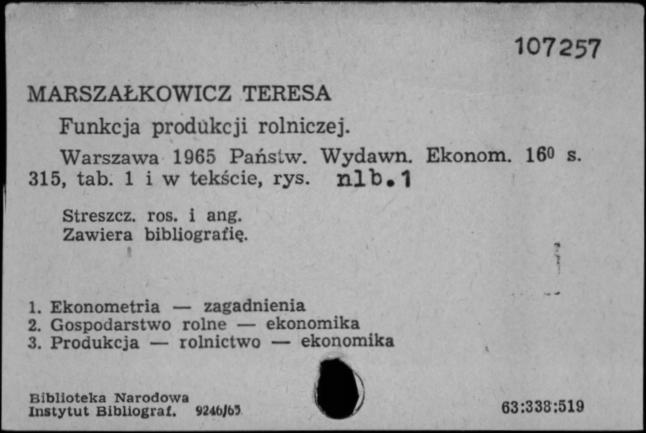 107257
MARSZAŁKOWICZ TERESA
Funkcja produkcji rolniczej.
Warszawa 1965 Państw. Wydawn. Ekonom. 16⁰ s.
315, tab. 1 i w tekście, rys. nlb.1
Streszcz. ros. i ang.
Zawiera bibliografię.
1. Ekonometria — zagadnienia
2. Gospodarstwo rolne — ekonomika
3. Produkcja — rolnictwo — ekonomika
Biblioteka Narodowa
Instytut Bibliograf. 9246/65
63:338:519